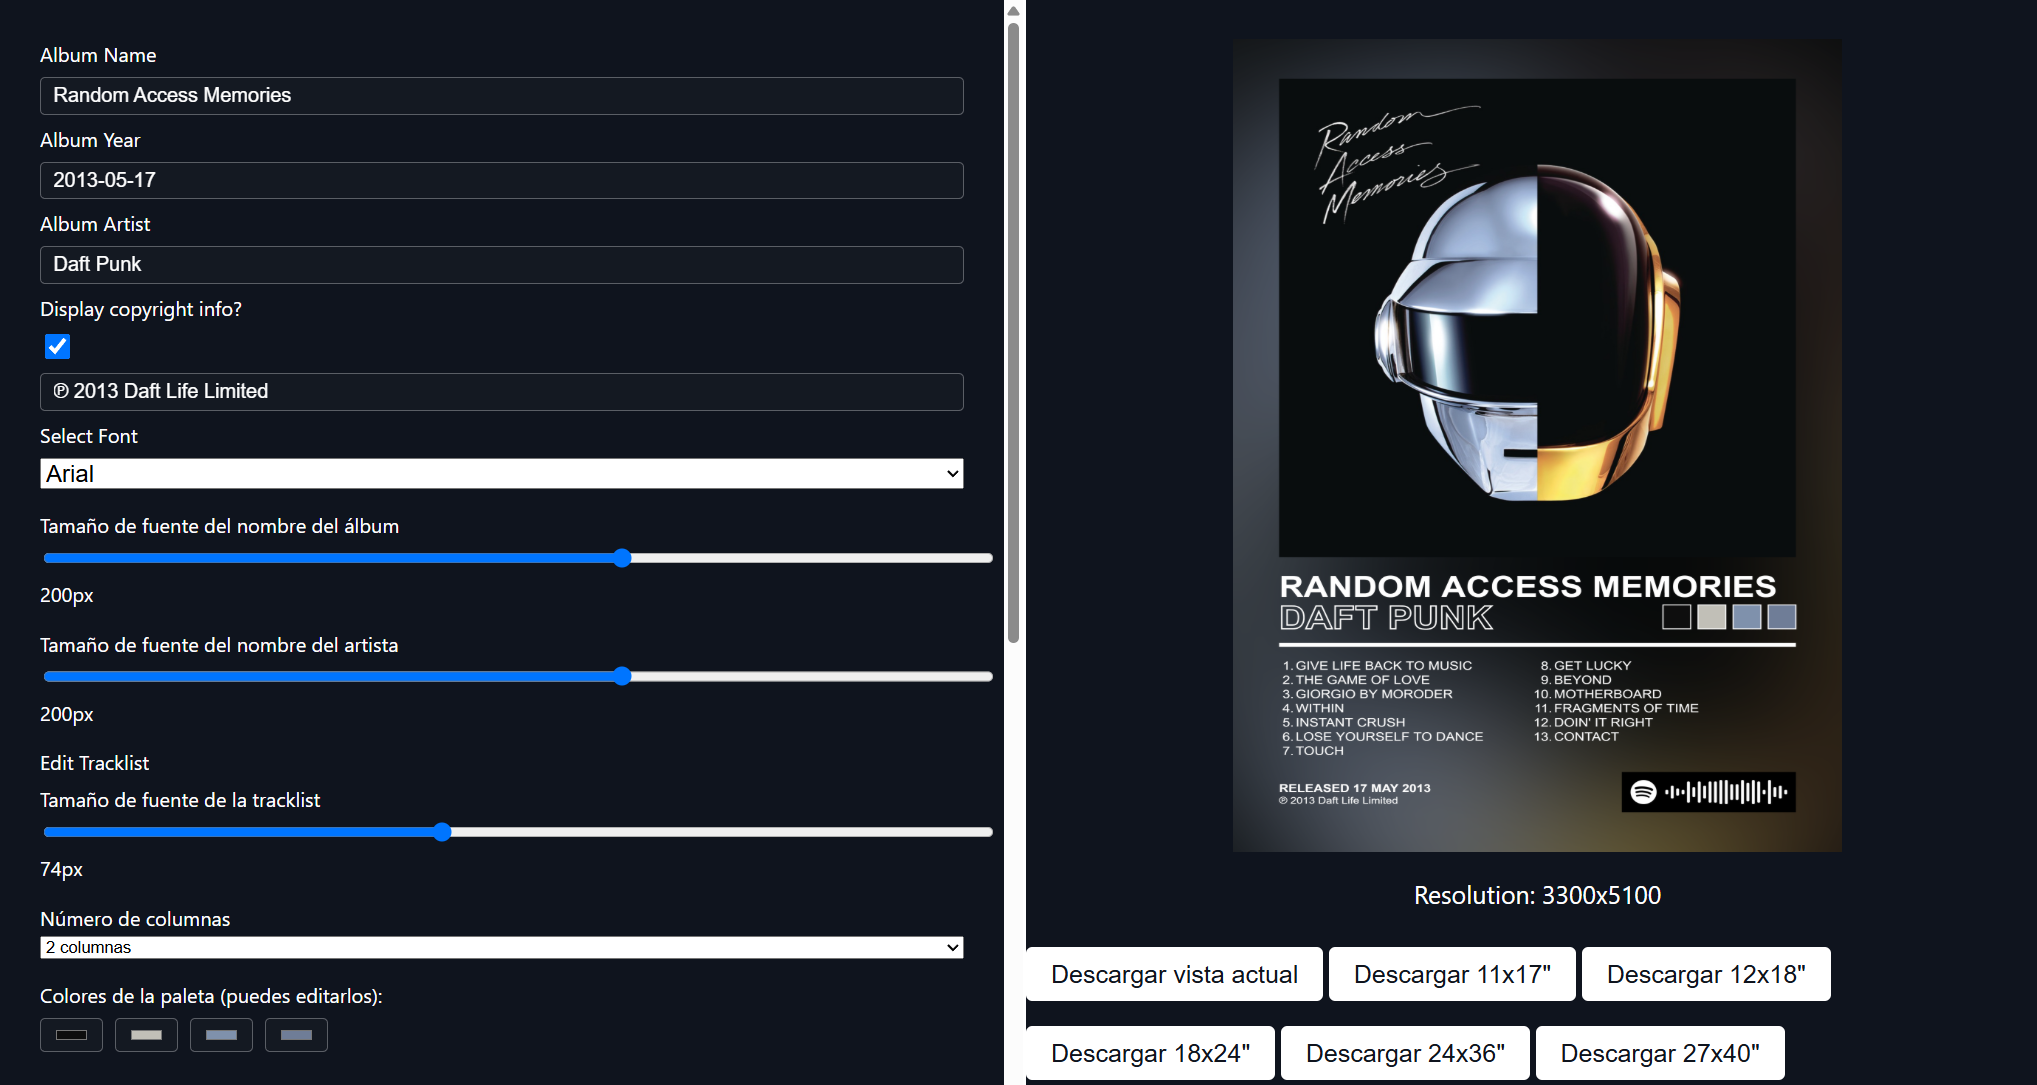 Album Name
Random Access Memories
Album Year
2013-05-17
Album Artist
Daft Punk
Display copyright info?
℗ 2013 Daft Life Limited
Select Font
Arial
Tamaño de fuente del nombre del álbum
200px
Tamaño de fuente del nombre del artista
200px
Edit Tracklist
Tamaño de fuente de la tracklist
74px
Número de columnas
2 columnas
Colores de la paleta (puedes editarlos):
Random
Access
Memories
RANDOM ACCESS MEMORIES
DAFT PUNK
1. GIVE LIFE BACK TO MUSIC
2. THE GAME OF LOVE
3. GIORGIO BY MORODER
4. WITHIN
5. INSTANT CRUSH
6. LOSE YOURSELF TO DANCE
7. TOUCH
8. GET LUCKY
9. BEYOND
10. MOTHERBOARD
11. FRAGMENTS OF TIME
12. DOIN' IT RIGHT
13. CONTACT
RELEASED 17 MAY 2013
℗ 2013 Daft Life Limited
Resolution: 3300x5100
Descargar vista actual
Descargar 11x17"
Descargar 12x18"
Descargar 18x24"
Descargar 24x36"
Descargar 27x40"